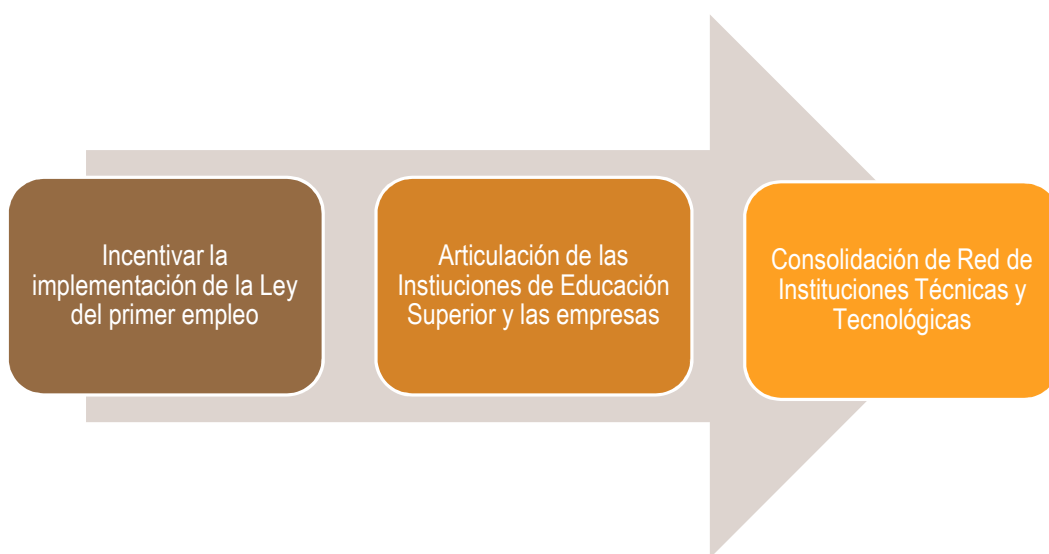 Incentivar la
implementación de la Ley
del primer empleo
Articulación de las
Instiuciones de Educación
Superior y las empresas
Consolidación de Red de
Instituciones Técnicas y
Tecnológicas